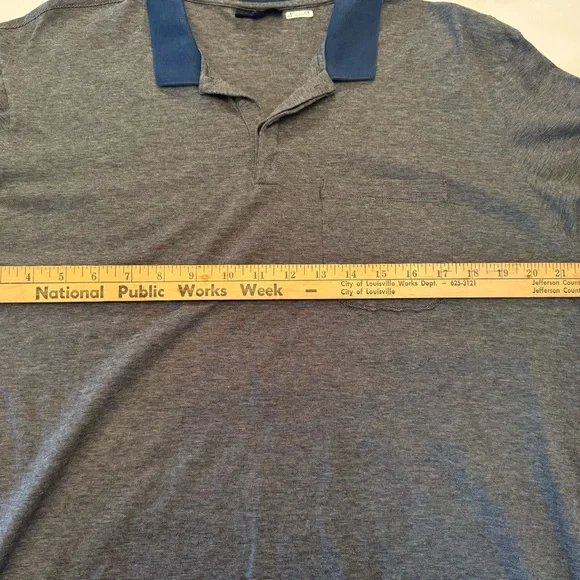 4 5 6 7 8 9 10 11 12 13 14 15 16 17 18 19 20 21
National Public Works Week –
City of Louisville Works Dept. – 625-3121
City of Louisville
Jefferson Coun
Jefferson Count